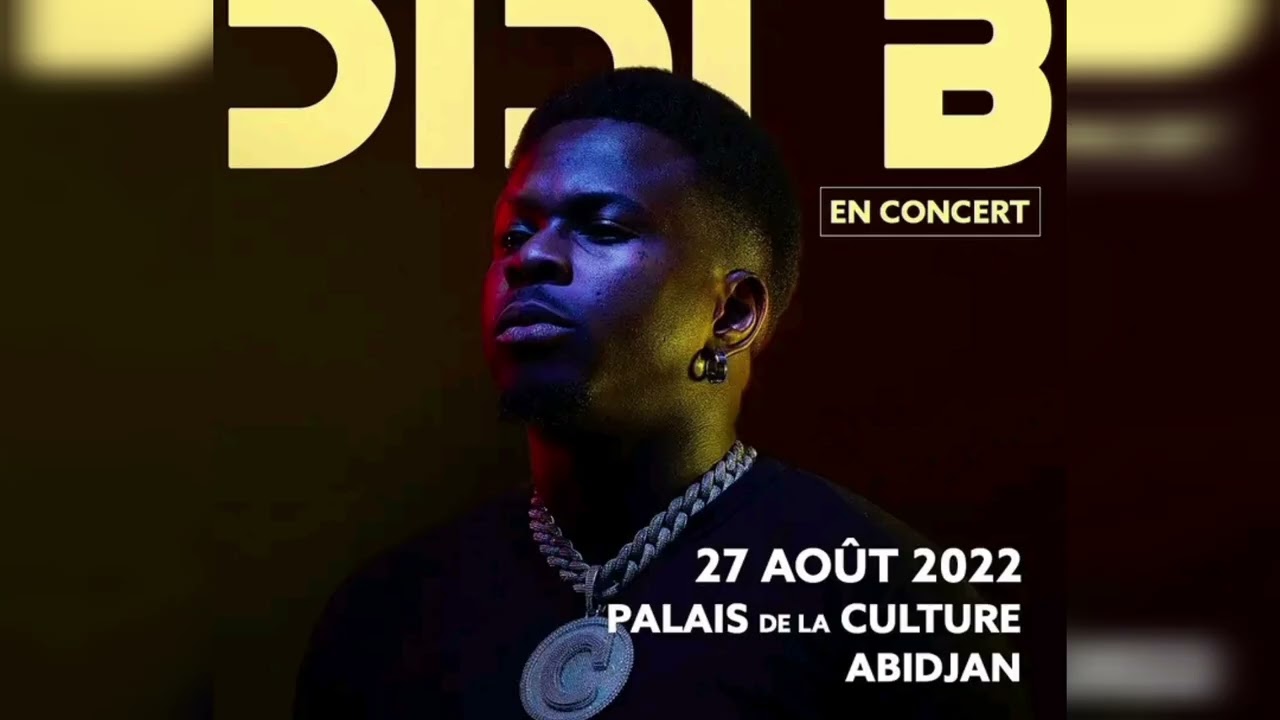 DIDI B
EN CONCERT
27 AOÛT 2022
PALAIS DE LA CULTURE
ABIDJAN
C